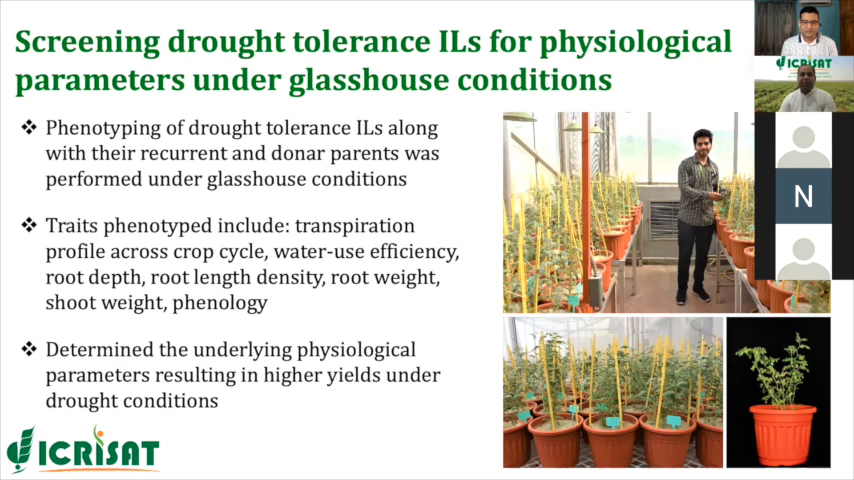 Screening drought tolerance ILs for physiological
parameters under glasshouse conditions
❖ Phenotyping of drought tolerance ILs along
with their recurrent and donar parents was
performed under glasshouse conditions
❖ Traits phenotyped include: transpiration
profile across crop cycle, water-use efficiency,
root depth, root length density, root weight,
shoot weight, phenology
❖ Determined the underlying physiological
parameters resulting in higher yields under
drought conditions
ICRISAT
ICRISAT
N